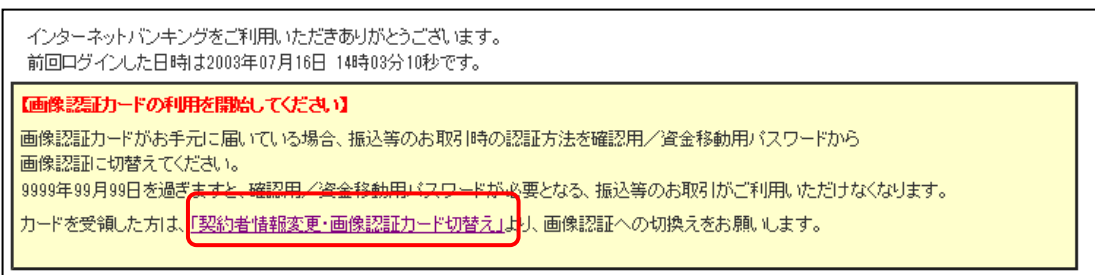 インターネットバンキングをご利用いただきありがとうございます。
前回ログインした日時は2003年07月16日 14時03分10秒です。
【画像認証カードの利用を開始してください】
画像認証カードがお手元に届いている場合、振込等のお取引時の認証方法を確認用／資金移動用パスワードから
画像認証に切替えてください。
9999年99月99日を過ぎますと、確認用／資金移動用パスワードが必要となる、振込等のお取引がご利用いただけなくなります。
カードを受領した方は、「契約者情報変更・画像認証カード切替え」より、画像認証への切換えをお願いします。